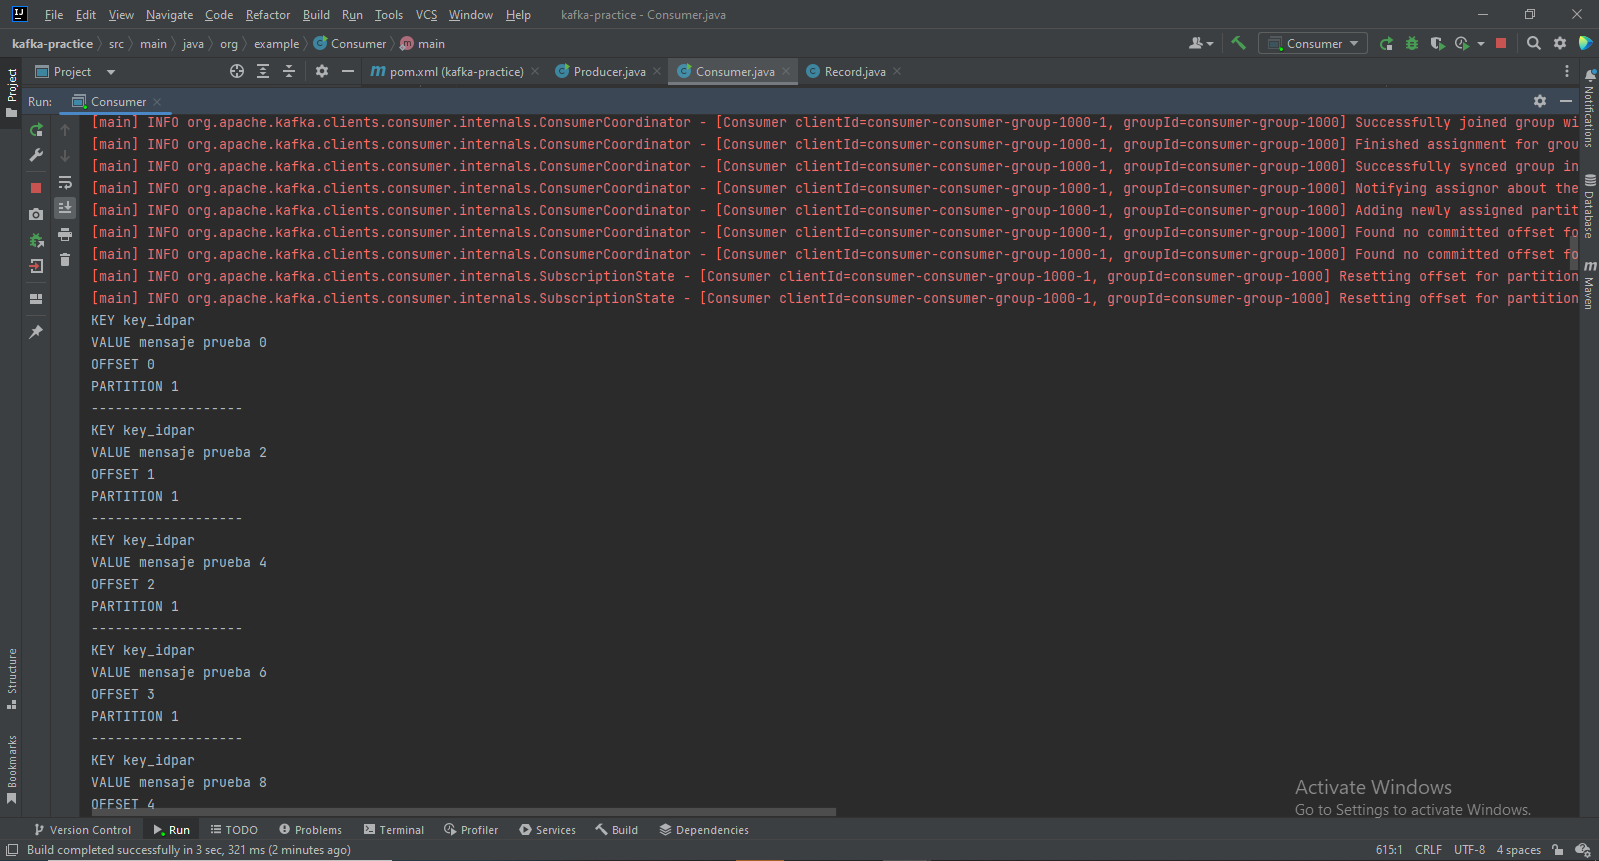 File Edit View Navigate Code Refactor Build Run Tools VCS Window Help kafka-practice - Consumer.java
kafka-practice src main java org example Consumer main Consumer
Project pom.xml (kafka-practice) Producer.java Consumer.java Record.java
Run: Consumer
[main] INFO org.apache.kafka.clients.consumer.internals.ConsumerCoordinator - [Consumer clientId=consumer-consumer-group-1000-1, groupId=consumer-group-1000] Successfully joined group wi
[main] INFO org.apache.kafka.clients.consumer.internals.ConsumerCoordinator - [Consumer clientId=consumer-consumer-group-1000-1, groupId=consumer-group-1000] Finished assignment for grou
[main] INFO org.apache.kafka.clients.consumer.internals.ConsumerCoordinator - [Consumer clientId=consumer-consumer-group-1000-1, groupId=consumer-group-1000] Successfully synced group in
[main] INFO org.apache.kafka.clients.consumer.internals.ConsumerCoordinator - [Consumer clientId=consumer-consumer-group-1000-1, groupId=consumer-group-1000] Notifying assignor about the
[main] INFO org.apache.kafka.clients.consumer.internals.ConsumerCoordinator - [Consumer clientId=consumer-consumer-group-1000-1, groupId=consumer-group-1000] Adding newly assigned partit
[main] INFO org.apache.kafka.clients.consumer.internals.ConsumerCoordinator - [Consumer clientId=consumer-consumer-group-1000-1, groupId=consumer-group-1000] Found no committed offset fo
[main] INFO org.apache.kafka.clients.consumer.internals.ConsumerCoordinator - [Consumer clientId=consumer-consumer-group-1000-1, groupId=consumer-group-1000] Found no committed offset fo
[main] INFO org.apache.kafka.clients.consumer.internals.SubscriptionState - [Consumer clientId=consumer-consumer-group-1000-1, groupId=consumer-group-1000] Resetting offset for partition
[main] INFO org.apache.kafka.clients.consumer.internals.SubscriptionState - [Consumer clientId=consumer-consumer-group-1000-1, groupId=consumer-group-1000] Resetting offset for partition
KEY key_idpar
VALUE mensaje prueba 0
OFFSET 0
PARTITION 1
-------------------
KEY key_idpar
VALUE mensaje prueba 2
OFFSET 1
PARTITION 1
-------------------
KEY key_idpar
VALUE mensaje prueba 4
OFFSET 2
PARTITION 1
-------------------
KEY key_idpar
VALUE mensaje prueba 6
OFFSET 3
PARTITION 1
-------------------
KEY key_idpar
VALUE mensaje prueba 8
OFFSET 4
Project
Structure
Bookmarks
Notifications
Database
Maven
Activate Windows
Go to Settings to activate Windows.
Version Control Run TODO Problems Terminal Profiler Services Build Dependencies
Build completed successfully in 3 sec, 321 ms (2 minutes ago) 615:1 CRLF UTF-8 4 spaces